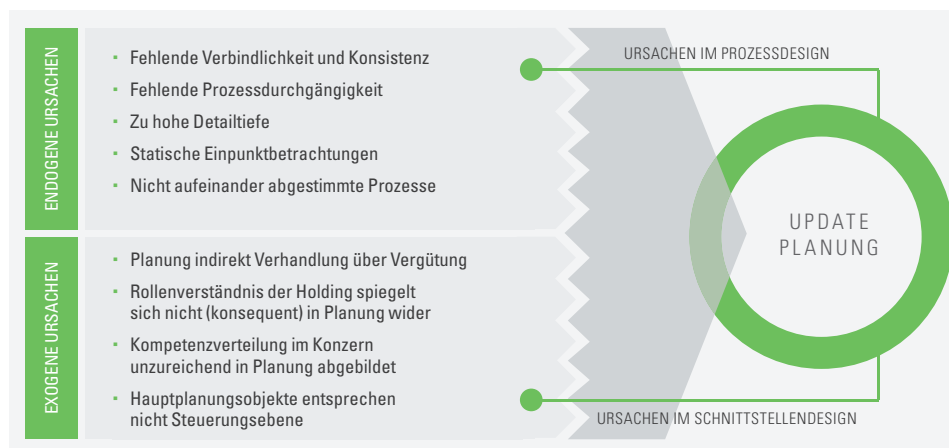 ENDOGENE URSACHEN
▪ Fehlende Verbindlichkeit und Konsistenz
▪ Fehlende Prozessdurchgängigkeit
▪ Zu hohe Detailtiefe
▪ Statische Einpunktbetrachtungen
▪ Nicht aufeinander abgestimmte Prozesse
URSACHEN IM PROZESSDESIGN
EXOGENE URSACHEN
▪ Planung indirekt Verhandlung über Vergütung
▪ Rollenverständnis der Holding spiegelt
sich nicht (konsequent) in Planung wider
▪ Kompetenzverteilung im Konzern
unzureichend in Planung abgebildet
▪ Hauptplanungsobjekte entsprechen
nicht Steuerungsebene
URSACHEN IM SCHNITTSTELLENDESIGN
UPDATE
PLANUNG